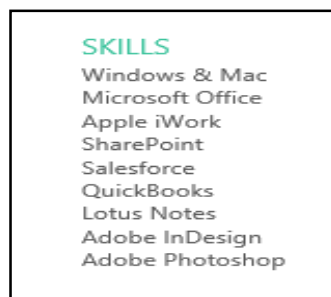 SKILLS
Windows & Mac
Microsoft Office
Apple iWork
SharePoint
Salesforce
QuickBooks
Lotus Notes
Adobe InDesign
Adobe Photoshop